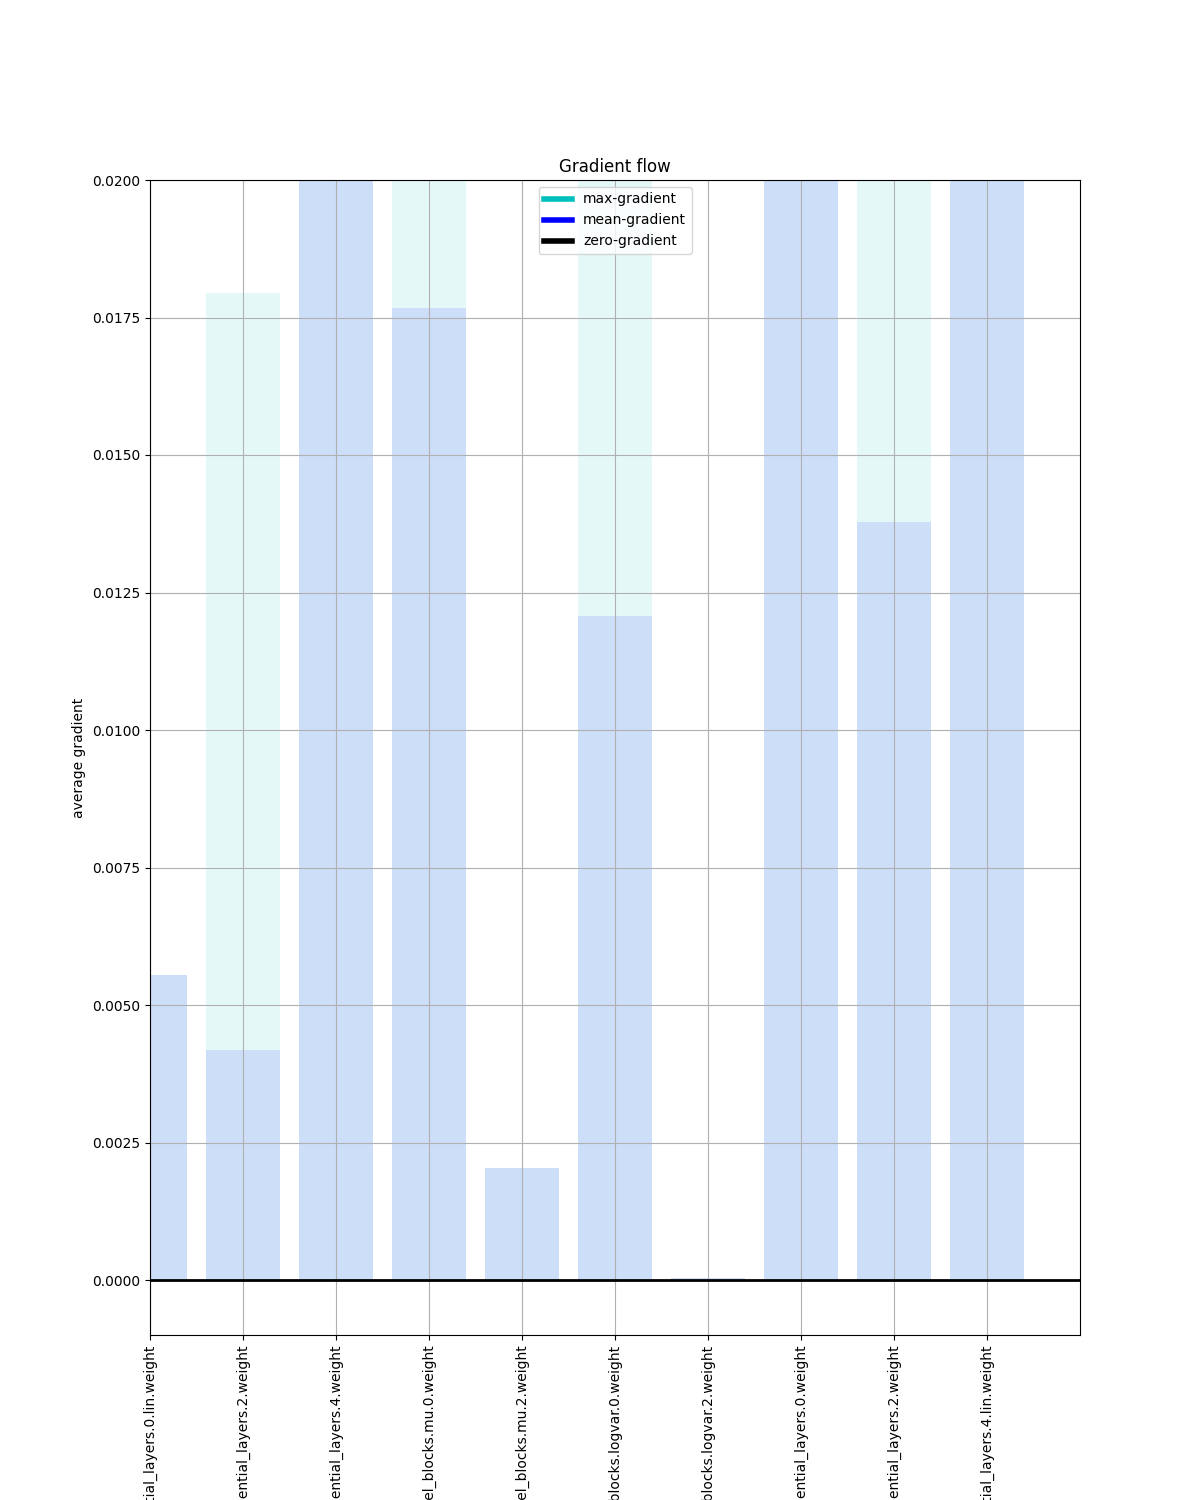 Gradient flow
max-gradient
mean-gradient
zero-gradient
0.0200
0.0175
0.0150
0.0125
0.0100
0.0075
0.0050
0.0025
0.0000
average gradient
tial_layers.0.lin.weight
ential_layers.2.weight
ential_layers.4.weight
el_blocks.mu.0.weight
el_blocks.mu.2.weight
blocks.logvar.0.weight
blocks.logvar.2.weight
ential_layers.0.weight
ential_layers.2.weight
tial_layers.4.lin.weight